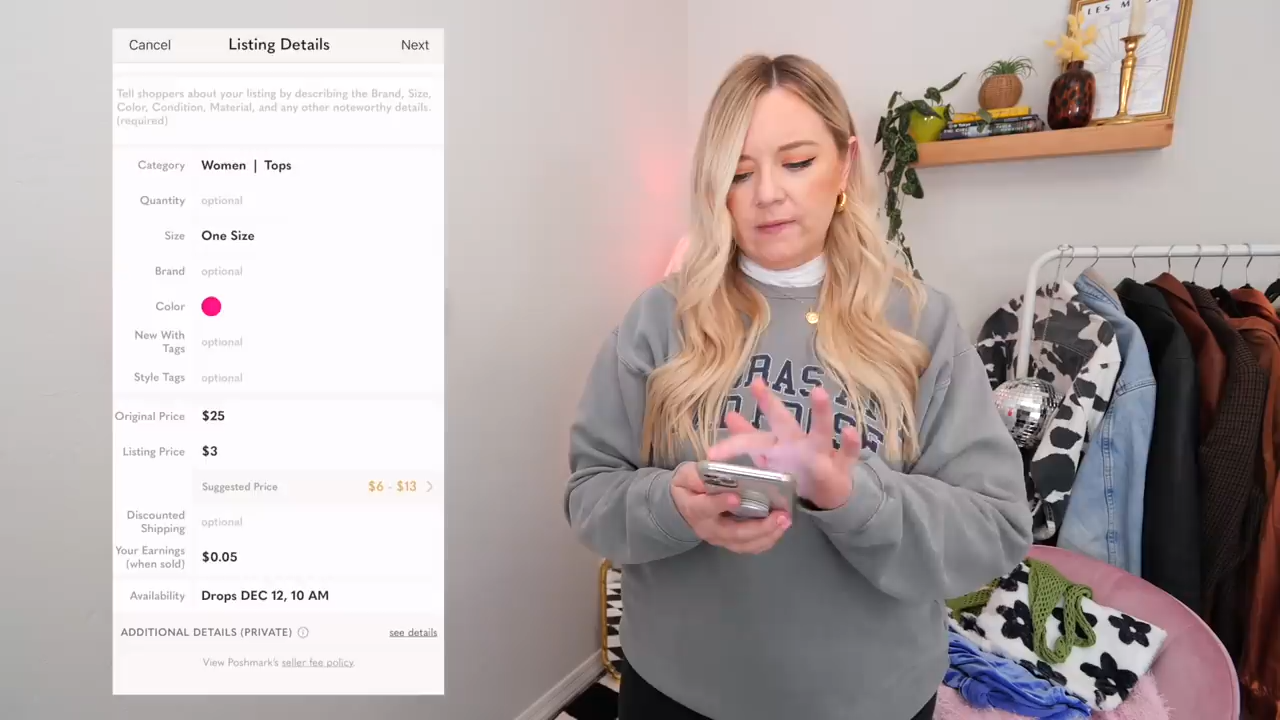 Cancel Listing Details Next
Tell shoppers about your listing by describing the Brand, Size,
Color, Condition, Material, and any other noteworthy details.
(required)
Category Women | Tops
Quantity optional
Size One Size
Brand optional
Color
New With
Tags optional
Style Tags optional
Original Price $25
Listing Price $3
Suggested Price $6 - $13
Discounted
Shipping optional
Your Earnings
(when sold) $0.05
Availability Drops DEC 12, 10 AM
ADDITIONAL DETAILS (PRIVATE) see details
View Poshmark's seller fee policy.
LES